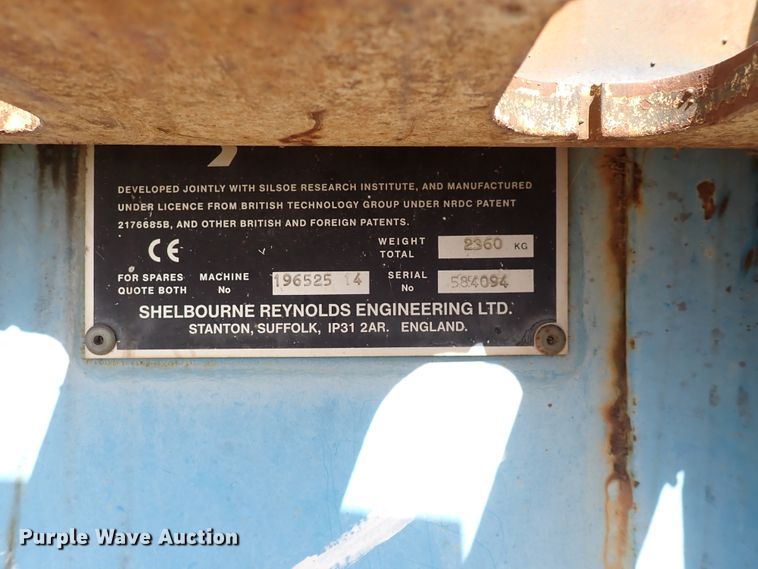 DEVELOPED JOINTLY WITH SILSOE RESEARCH INSTITUTE, AND MANUFACTURED
UNDER LICENCE FROM BRITISH TECHNOLOGY GROUP UNDER NRDC PATENT
2176685B, AND OTHER BRITISH AND FOREIGN PATENTS.
CE WEIGHT TOTAL 2360 KG
FOR SPARES QUOTE BOTH MACHINE No 196525 14 SERIAL No 584094
SHELBOURNE REYNOLDS ENGINEERING LTD.
STANTON, SUFFOLK, IP31 2AR. ENGLAND.
Purple Wave Auction